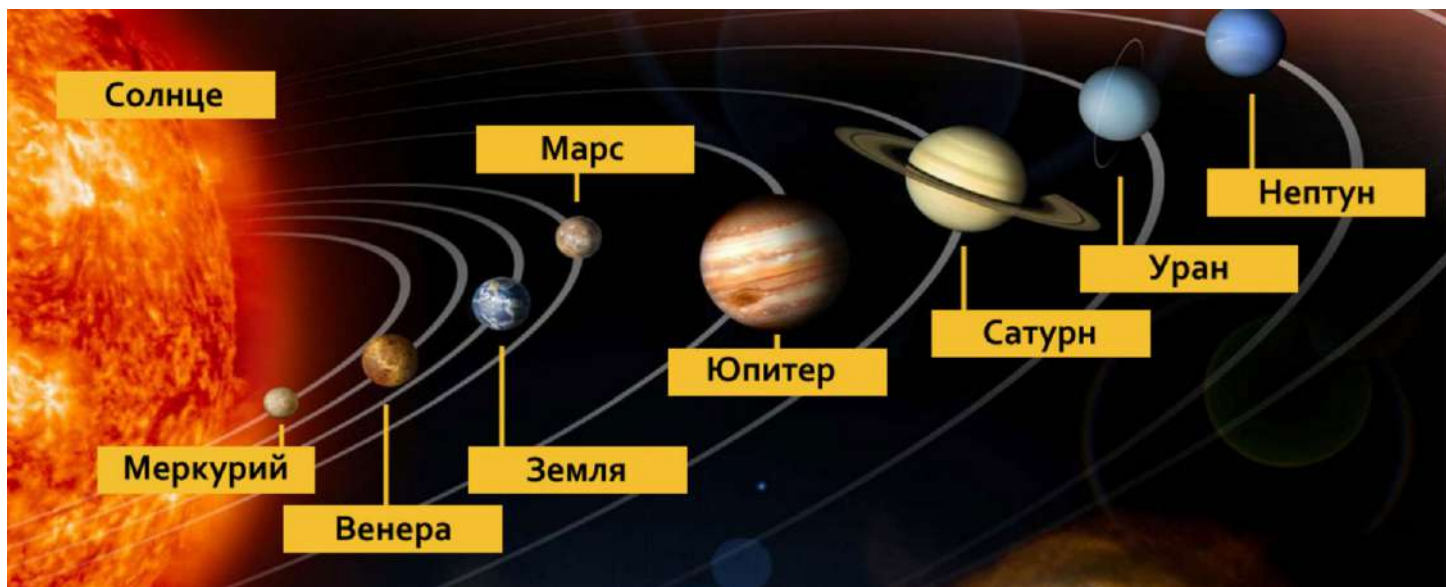 Солнце
Меркурий
Венера
Земля
Марс
Юпитер
Сатурн
Уран
Нептун